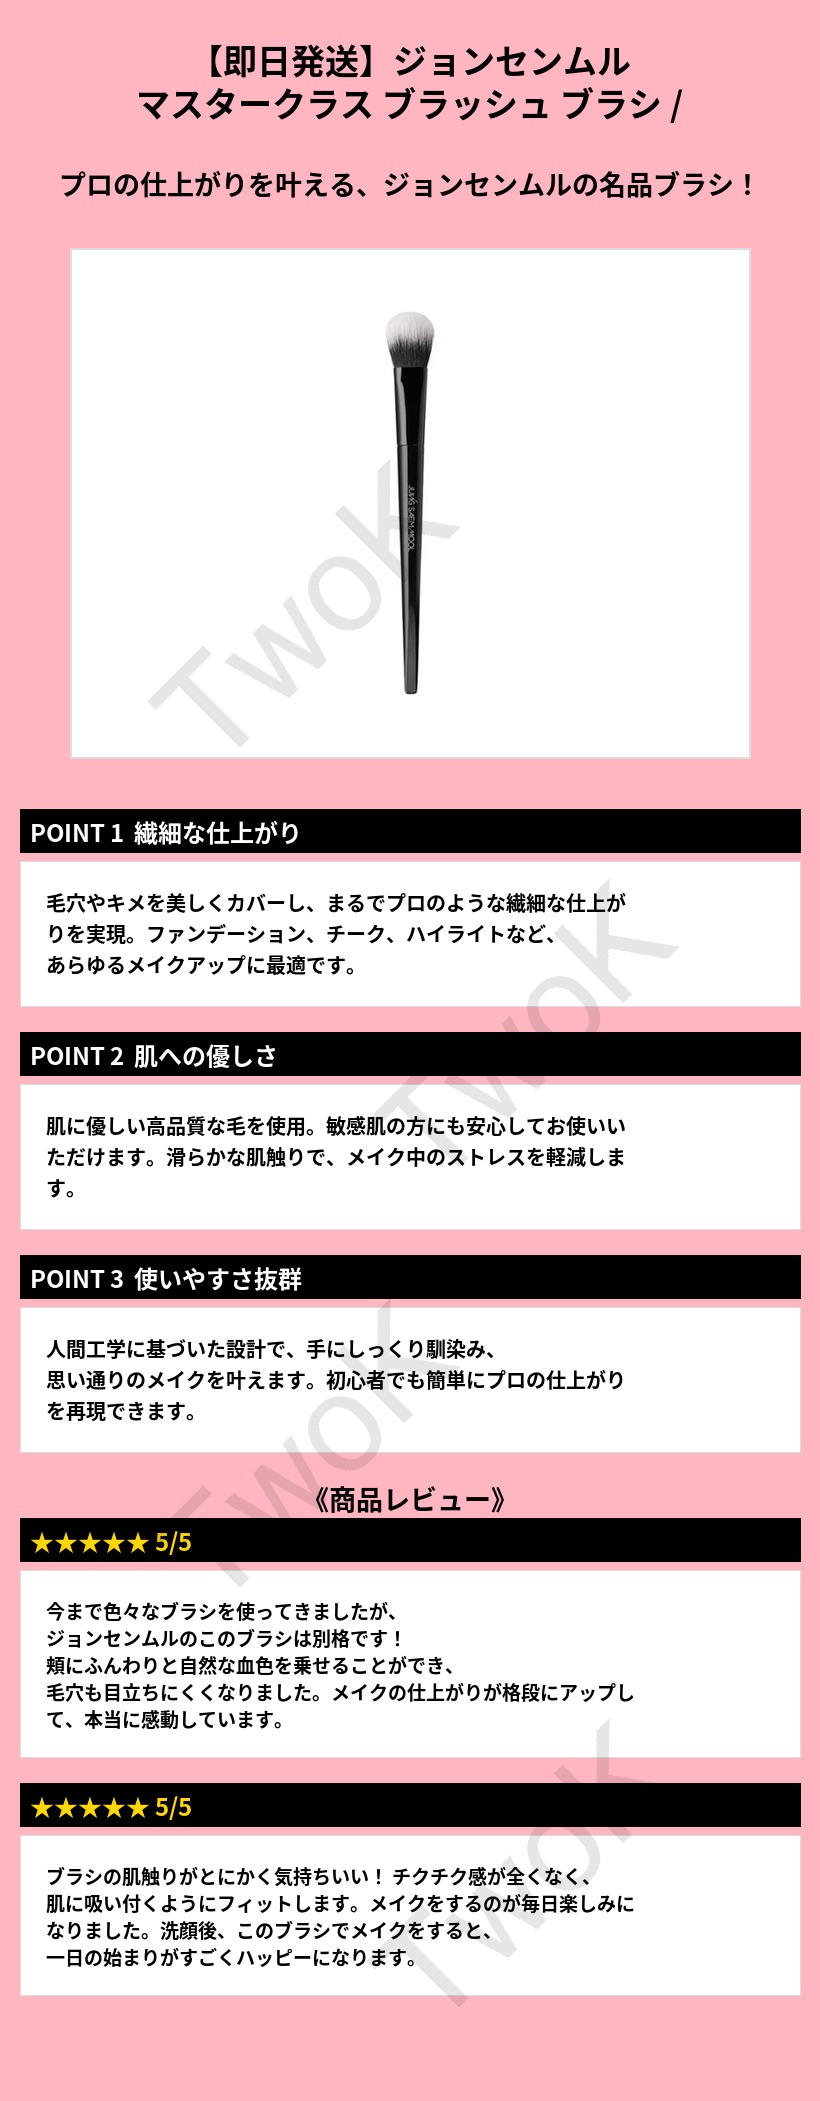 【即日発送】ジョンセンムル
マスタークラス ブラッシュ ブラシ /
プロの仕上がりを叶える、ジョンセンムルの名品ブラシ！
JUNG SAEM MOOL
TwoK
POINT 1 繊細な仕上がり
毛穴やキメを美しくカバーし、まるでプロのような繊細な仕上が
りを実現。ファンデーション、チーク、ハイライトなど、
あらゆるメイクアップに最適です。
TwoK
POINT 2 肌への優しさ
肌に優しい高品質な毛を使用。敏感肌の方にも安心してお使いい
ただけます。滑らかな肌触りで、メイク中のストレスを軽減しま
す。
POINT 3 使いやすさ抜群
人間工学に基づいた設計で、手にしっくり馴染み、
思い通りのメイクを叶えます。初心者でも簡単にプロの仕上がり
を再現できます。
TwoK
《商品レビュー》
★★★★★ 5/5
今まで色々なブラシを使ってきましたが、
ジョンセンムルのこのブラシは別格です！
頬にふんわりと自然な血色を乗せることができ、
毛穴も目立ちにくくなりました。メイクの仕上がりが格段にアップし
て、本当に感動しています。
★★★★★ 5/5
ブラシの肌触りがとにかく気持ちいい！ チクチク感が全くなく、
肌に吸い付くようにフィットします。メイクをするのが毎日楽しみに
なりました。洗顔後、このブラシでメイクをすると、
一日の始まりがすごくハッピーになります。
TwoK